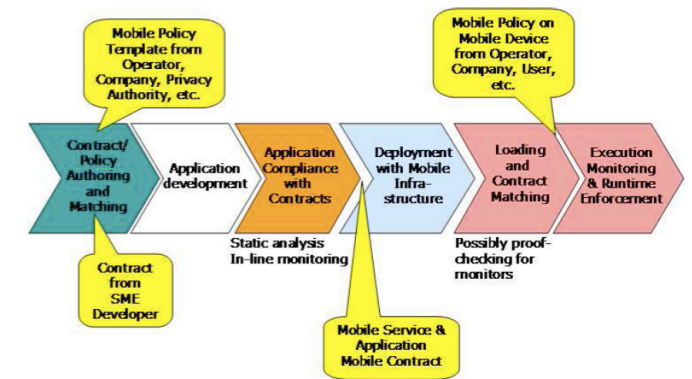 Mobile Policy
Template from
Operator,
Company, Privacy
Authority, etc.
Mobile Policy on
Mobile Device
from Operator,
Company, User,
etc.
Contract/
Policy
Authoring
and
Matching
Application
development
Application
Compliance
with
Contracts
Deployment
with Mobile
Infra-
structure
Loading
and
Contract
Matching
Execution
Monitoring
& Runtime
Enforcement
Static analysis
In-line monitoring
Possibly proof-
checking for
monitors
Contract
from
SME
Developer
Mobile Service &
Application
Mobile Contract